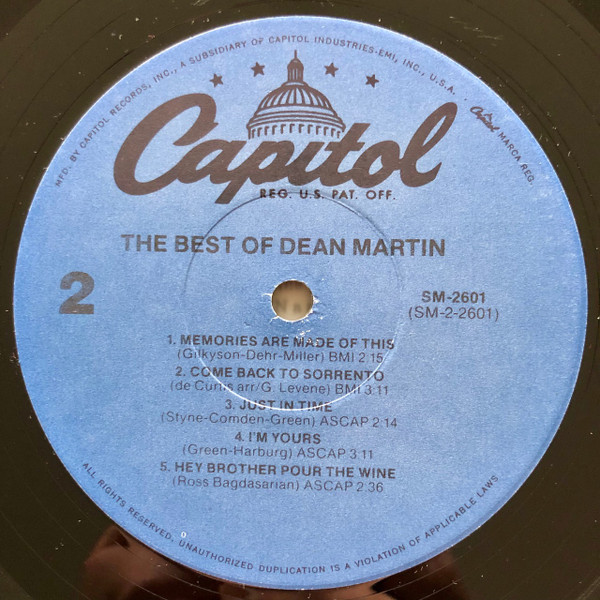 MFD. BY CAPITOL RECORDS, INC., A SUBSIDIARY OF CAPITOL INDUSTRIES-EMI, INC., U.S.A. · Capitol MARCA REG.
Capitol
REG. U.S. PAT. OFF.
THE BEST OF DEAN MARTIN
2
SM-2601
(SM-2-2601)
1. MEMORIES ARE MADE OF THIS
(Gilkyson-Dehr-Miller) BMI 2:15
2. COME BACK TO SORRENTO
(de Curtis arr/G. Levene) BMI 3:11
3. JUST IN TIME
(Styne-Comden-Green) ASCAP 2:14
4. I'M YOURS
(Green-Harburg) ASCAP 3:11
5. HEY BROTHER POUR THE WINE
(Ross Bagdasarian) ASCAP 2:36
ALL RIGHTS RESERVED, UNAUTHORIZED DUPLICATION IS A VIOLATION OF APPLICABLE LAWS